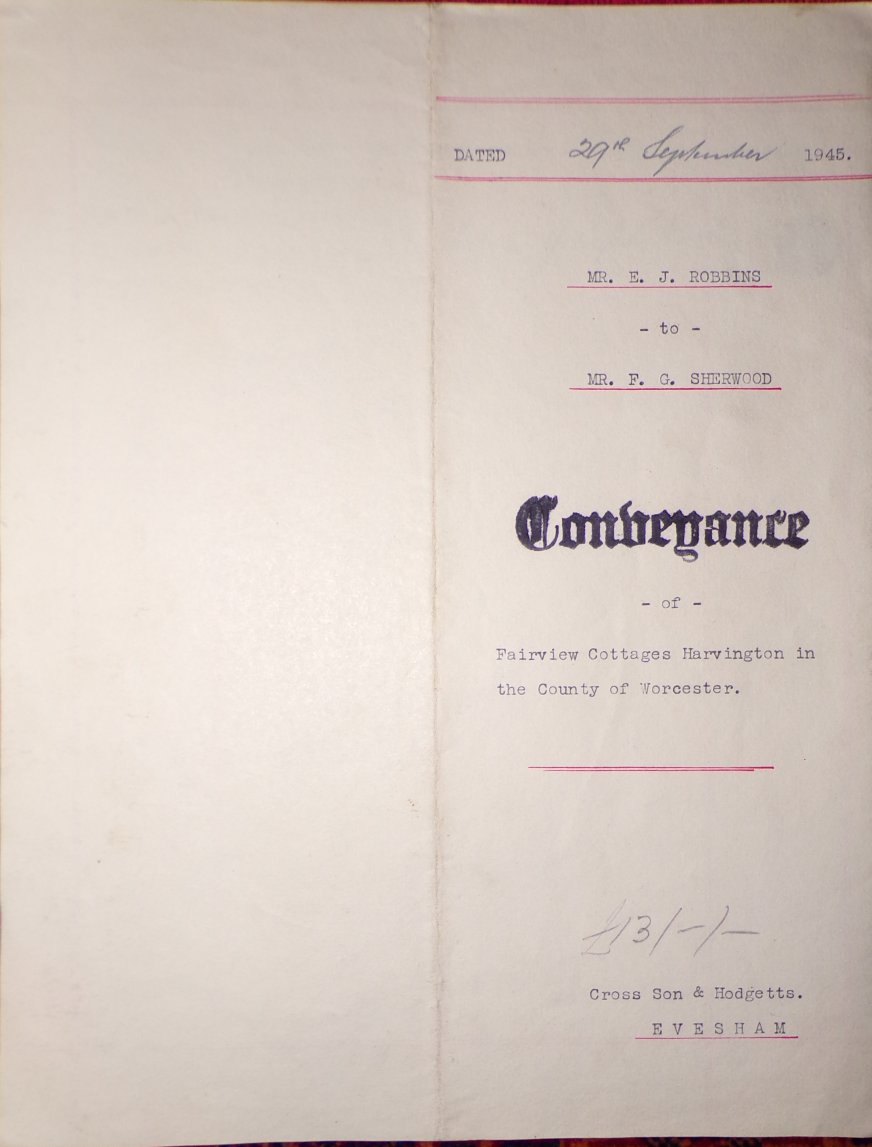 DATED 29th September 1945.
MR. E. J. ROBBINS
- to -
MR. F. G. SHERWOOD
Conveyance
- of -
Fairview Cottages Harvington in
the County of Worcester.
£13/-/-
Cross Son & Hodgetts.
EVESHAM